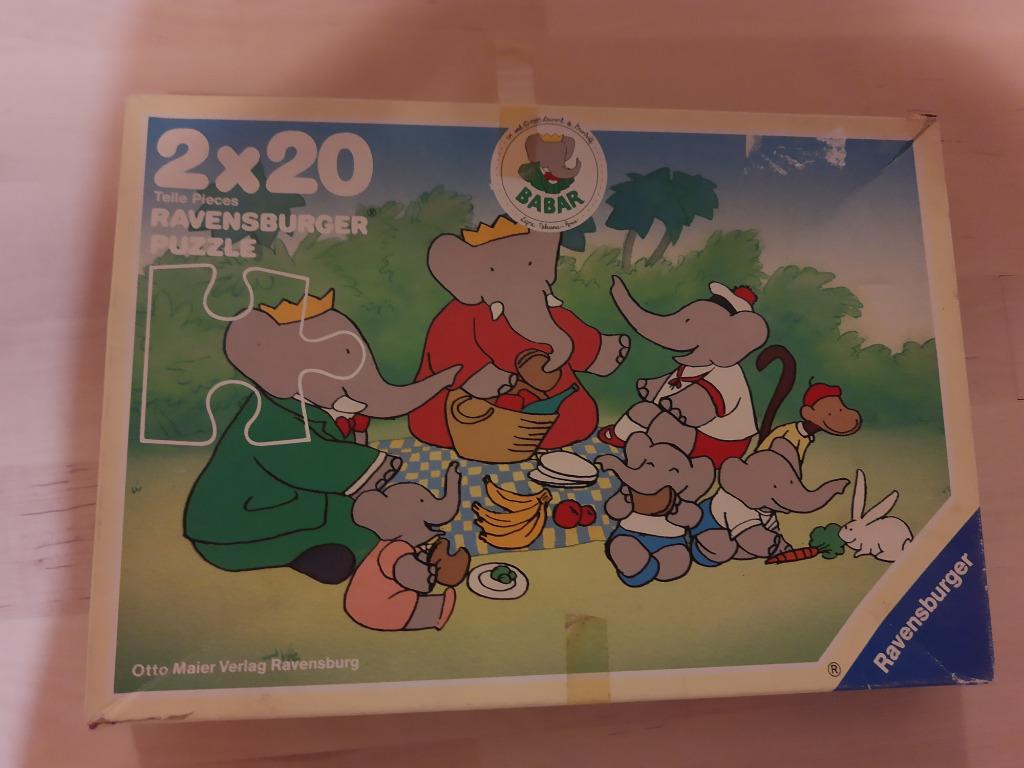 2x20
Teile Pieces
RAVENSBURGER®
PUZZLE
BABAR
Otto Maier Verlag Ravensburg
®
Ravensburger